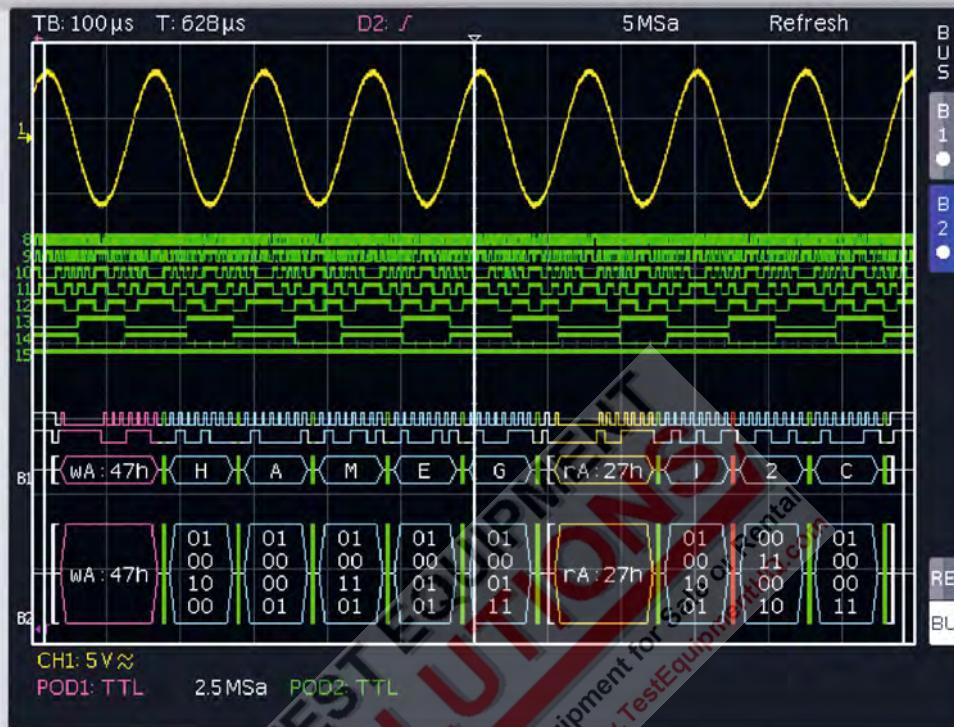 TB: 100 µs T: 628 µs D2: ⎍ 5 MSa Refresh
BUS
B1
B2
1
8
9
10
11
12
13
14
15
B1 wA: 47h H A M E G rA: 27h I 2 C
01 01 01 01 01 01 00 01
00 00 00 00 00 00 11 00
wA: 47h rA: 27h
10 00 11 01 01 10 00 00
00 01 01 01 11 01 10 11
B2
RE
BU
CH1: 5 V ≂
POD1: TTL 2.5 MSa POD2: TTL
TEST EQUIPMENT
SOLUTIONS
Equipment for Sale or Rental
TestEquipment